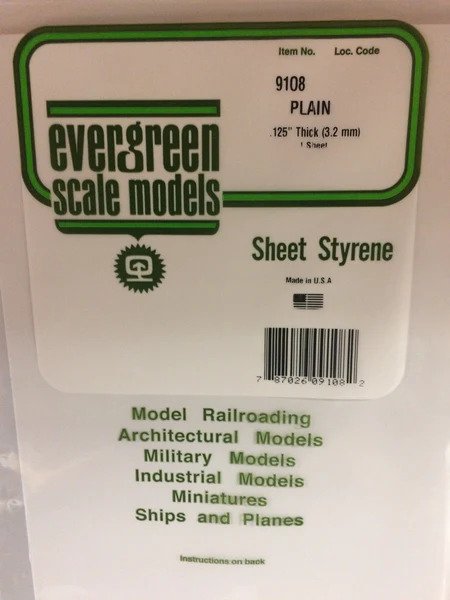 Item No. Loc. Code
9108
PLAIN
.125" Thick (3.2 mm)
1 Sheet
evergreen
scale models
Sheet Styrene
Made in U.S.A
7 87026 09108 2
Model Railroading
Architectural Models
Military Models
Industrial Models
Miniatures
Ships and Planes
Instructions on back